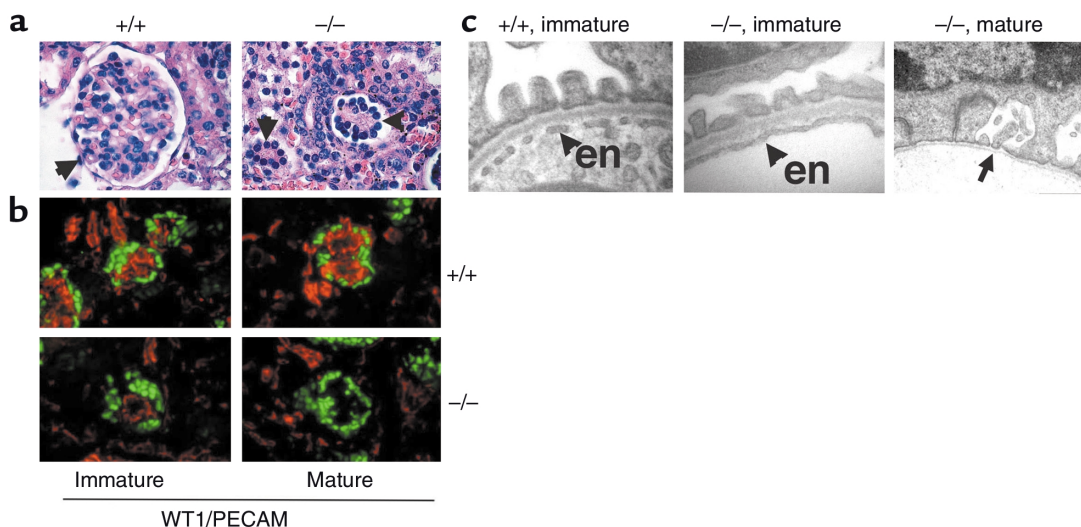 a
+/+
–/–
b
+/+
–/–
Immature
Mature
WT1/PECAM
c
+/+, immature
–/–, immature
–/–, mature
en
en